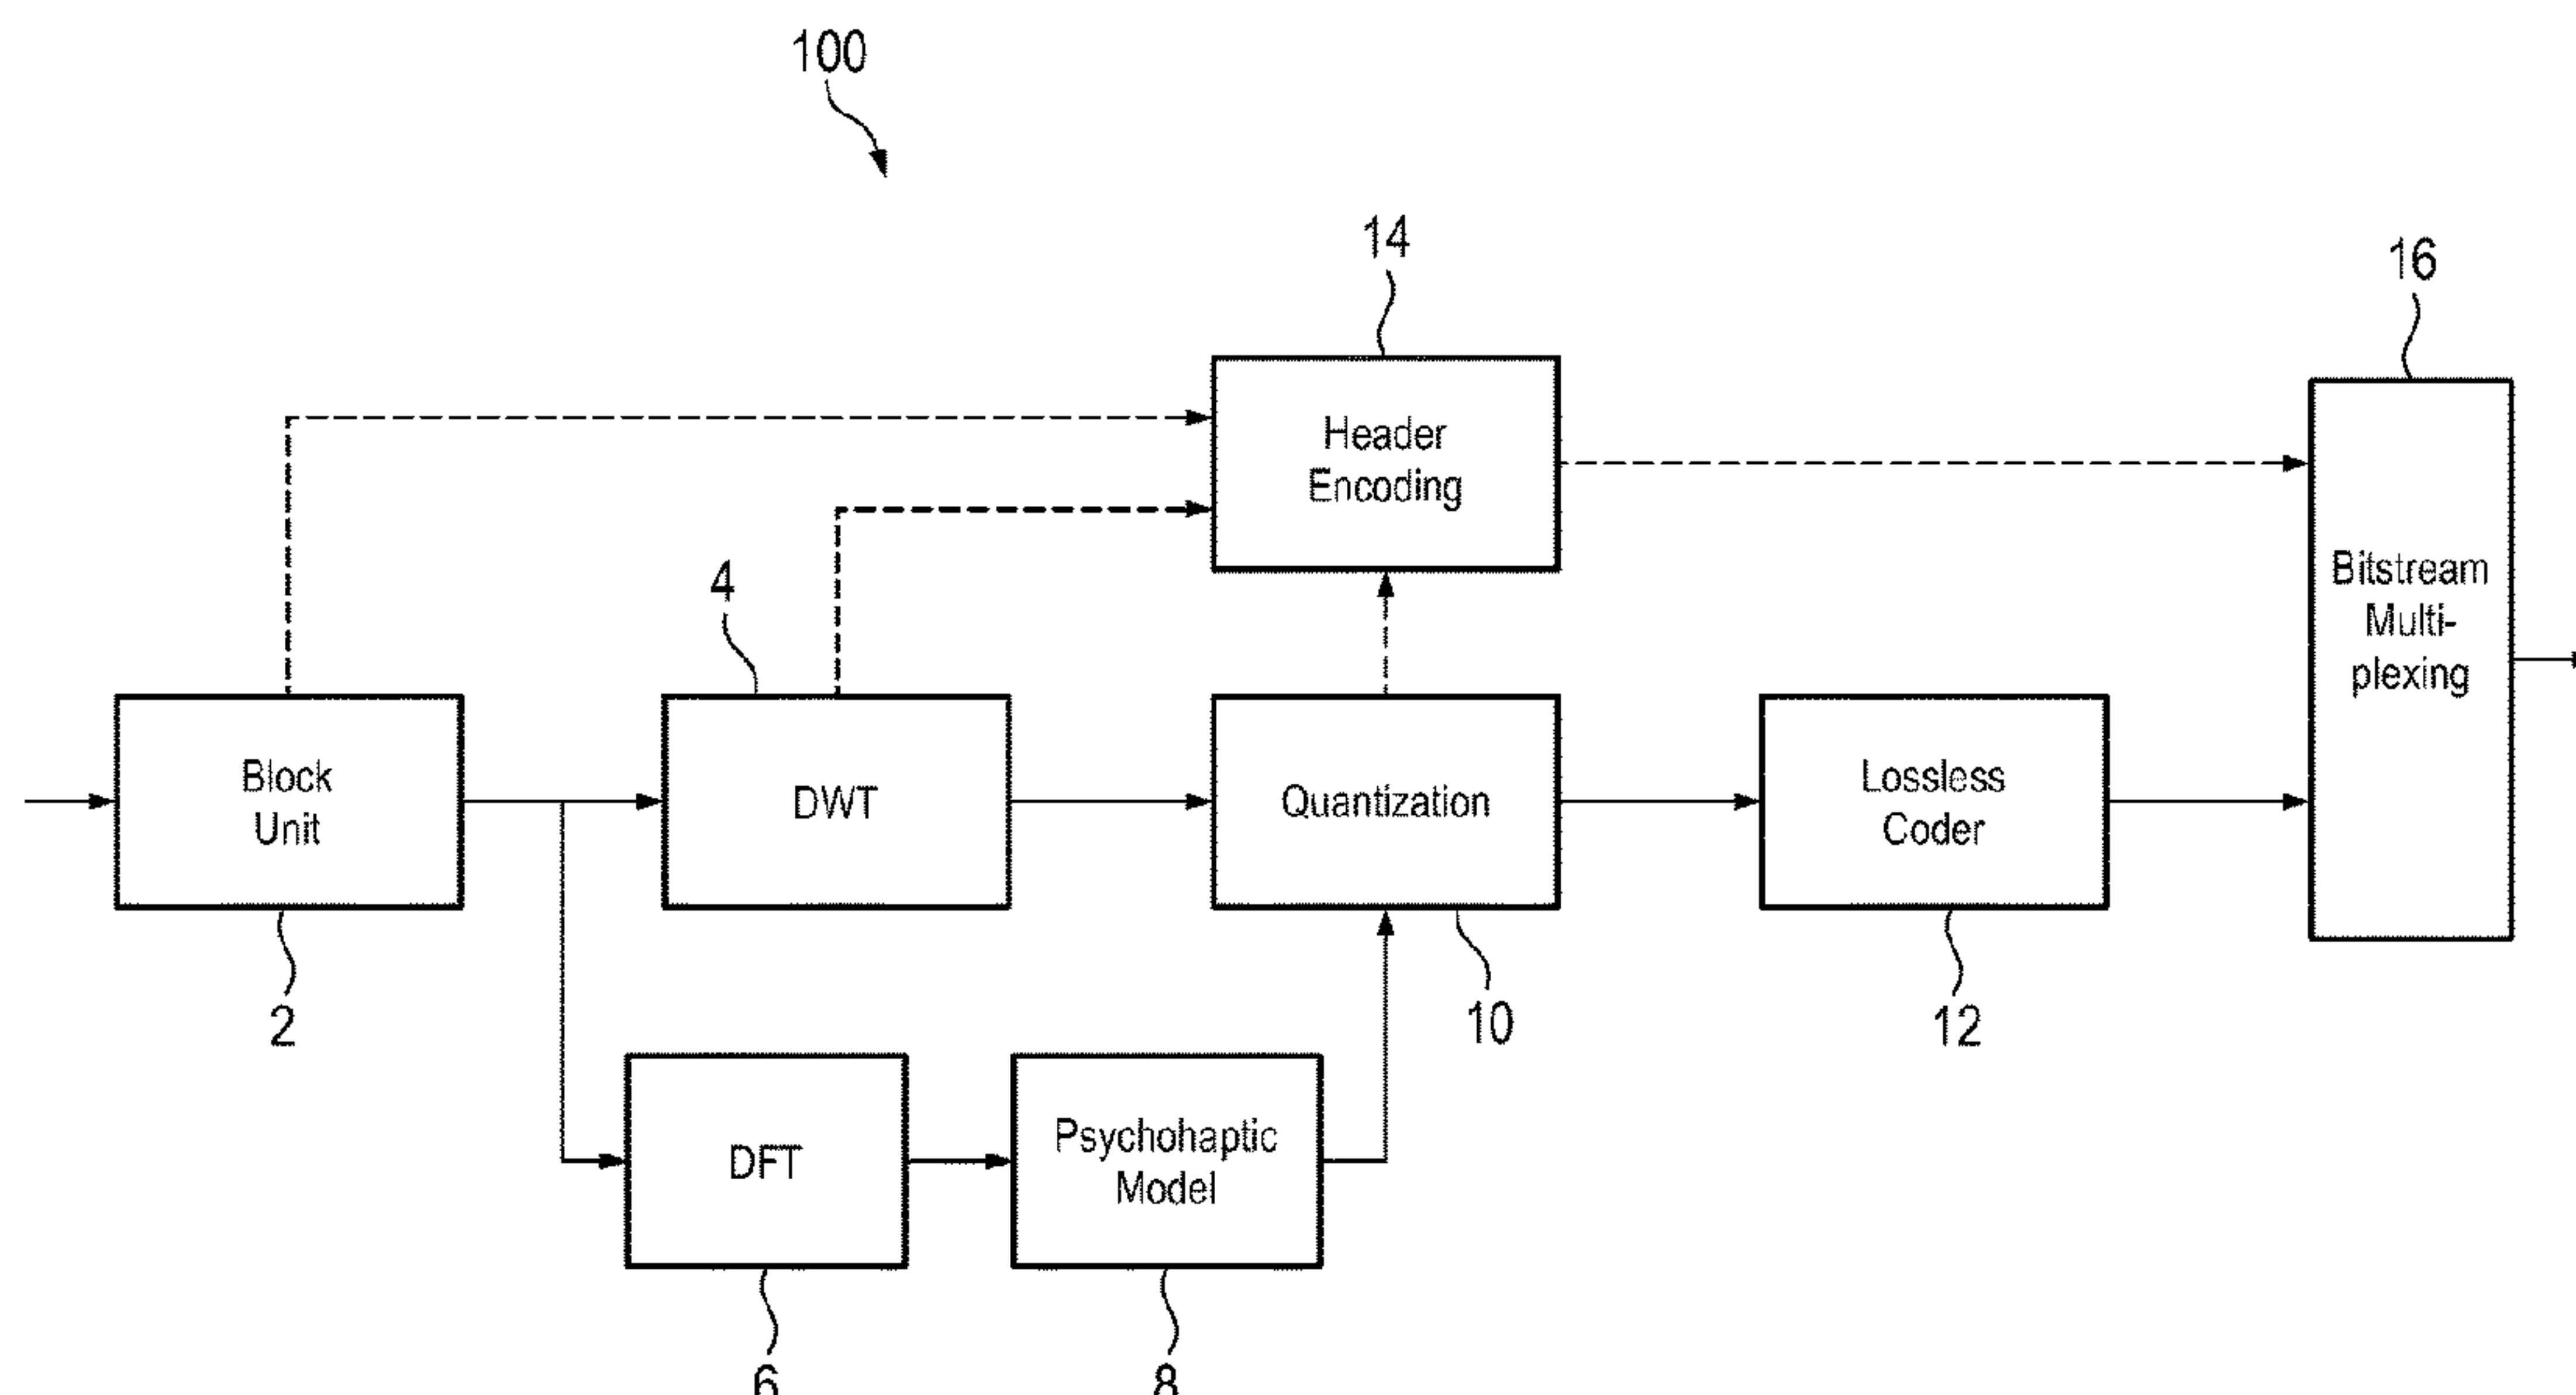 100
14
16
Header
Encoding
4
Bitstream
Multi-
plexing
Block
Unit
DWT
Quantization
Lossless
Coder
2
10
12
DFT
Psychohaptic
Model
6
8